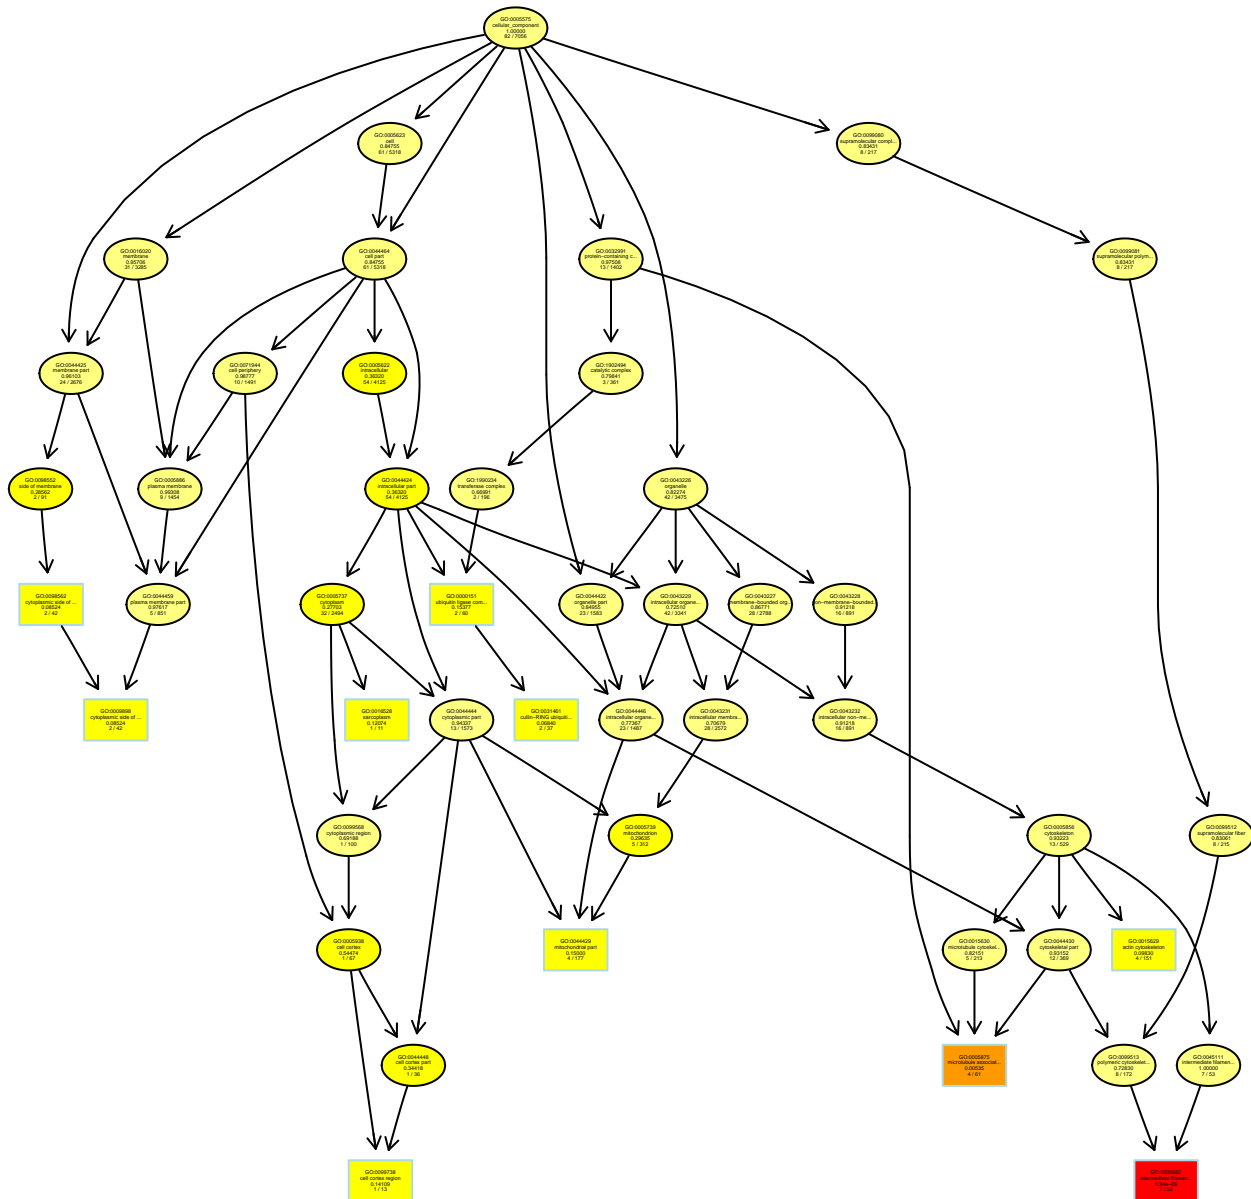 GO:0005575
cellular_component
1.00000
82 / 7056
GO:0005623
cell
0.84755
61 / 5318
GO:0099080
supramolecular compl...
0.83431
8 / 217
GO:0016020
membrane
0.95706
31 / 3285
GO:0044464
cell part
0.84755
61 / 5318
GO:0032991
protein−containing c...
0.97508
13 / 1402
GO:0099081
supramolecular polym...
0.83431
8 / 217
GO:0044425
membrane part
0.96103
24 / 2676
GO:0071944
cell periphery
0.98777
10 / 1491
GO:0005622
intracellular
0.36320
54 / 4125
GO:1902494
catalytic complex
0.79841
3 / 361
GO:0098552
side of membrane
0.28562
2 / 91
GO:0005886
plasma membrane
9 / 1454
GO:0044424
intracellular part
0.36320
54 / 4125
GO:1990234
transferase complex
0.66981
2 / 196
GO:0043226
organelle
0.82274
42 / 3475
GO:0098562
cytoplasmic side of ...
0.08524
2 / 42
GO:0044459
plasma membrane part
0.97617
5 / 851
GO:0005737
cytoplasm
0.27703
32 / 2494
GO:0000151
ubiquitin ligase com...
0.15377
2 / 60
GO:0044422
organelle part
0.84955
23 / 1583
GO:0043229
intracellular organe...
0.72510
42 / 3341
GO:0043227
membrane−bounded org...
0.86771
28 / 2788
GO:0043228
non−membrane−bounded...
0.91218
16 / 891
GO:0009898
cytoplasmic side of ...
0.08524
2 / 42
GO:0016528
sarcoplasm
0.12074
1 / 11
GO:0044444
cytoplasmic part
0.94337
13 / 1573
GO:0031461
cullin−RING ubiquiti...
0.06840
2 / 37
GO:0044446
intracellular organe...
0.77367
23 / 1487
GO:0043231
intracellular membra...
0.70679
28 / 2572
GO:0043232
intracellular non−me...
0.91218
16 / 891
GO:0099568
cytoplasmic region
0.69188
1 / 100
GO:0005739
mitochondrion
0.29635
5 / 312
GO:0005856
cytoskeleton
0.93223
13 / 529
GO:0099512
supramolecular fiber
0.83061
8 / 215
GO:0005938
cell cortex
0.54474
1 / 67
GO:0044429
mitochondrial part
0.15000
4 / 177
GO:0015630
microtubule cytoskel...
0.82151
5 / 213
GO:0044430
cytoskeletal part
0.93152
12 / 369
GO:0015629
actin cytoskeleton
0.09830
4 / 151
GO:0044448
cell cortex part
0.34418
1 / 36
GO:0005875
microtubule associat...
0.00535
4 / 61
GO:0099513
polymeric cytoskelet...
0.72830
8 / 172
GO:0045111
intermediate filamen...
1.00000
7 / 53
GO:0099738
cell cortex region
0.14109
1 / 13
GO:0005882
intermediate filamen...